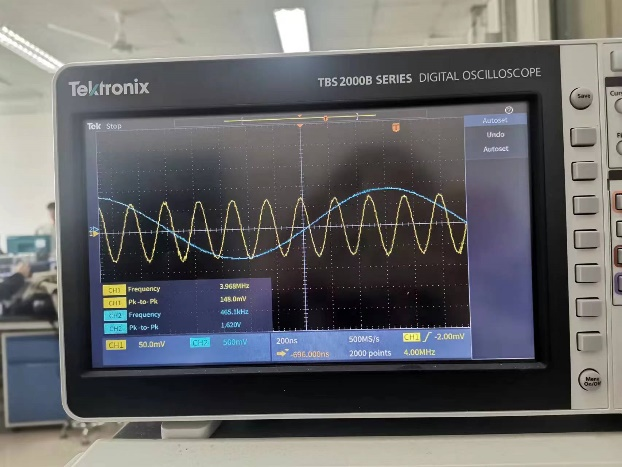 Tektronix
TBS 2000B SERIES DIGITAL OSCILLOSCOPE
Tek Stop
Autoset
Undo
Autoset
Save
CH1 Frequency 3.968MHz
CH1 Pk-to-Pk 148.0mV
CH2 Frequency 465.1kHz
CH2 Pk-to-Pk 1.620V
CH1 50.0mV CH2 500mV 200ns 500MS/s CH1 -2.00mV
-696.000ns 2000 points 4.00MHz
Menu
On/Off